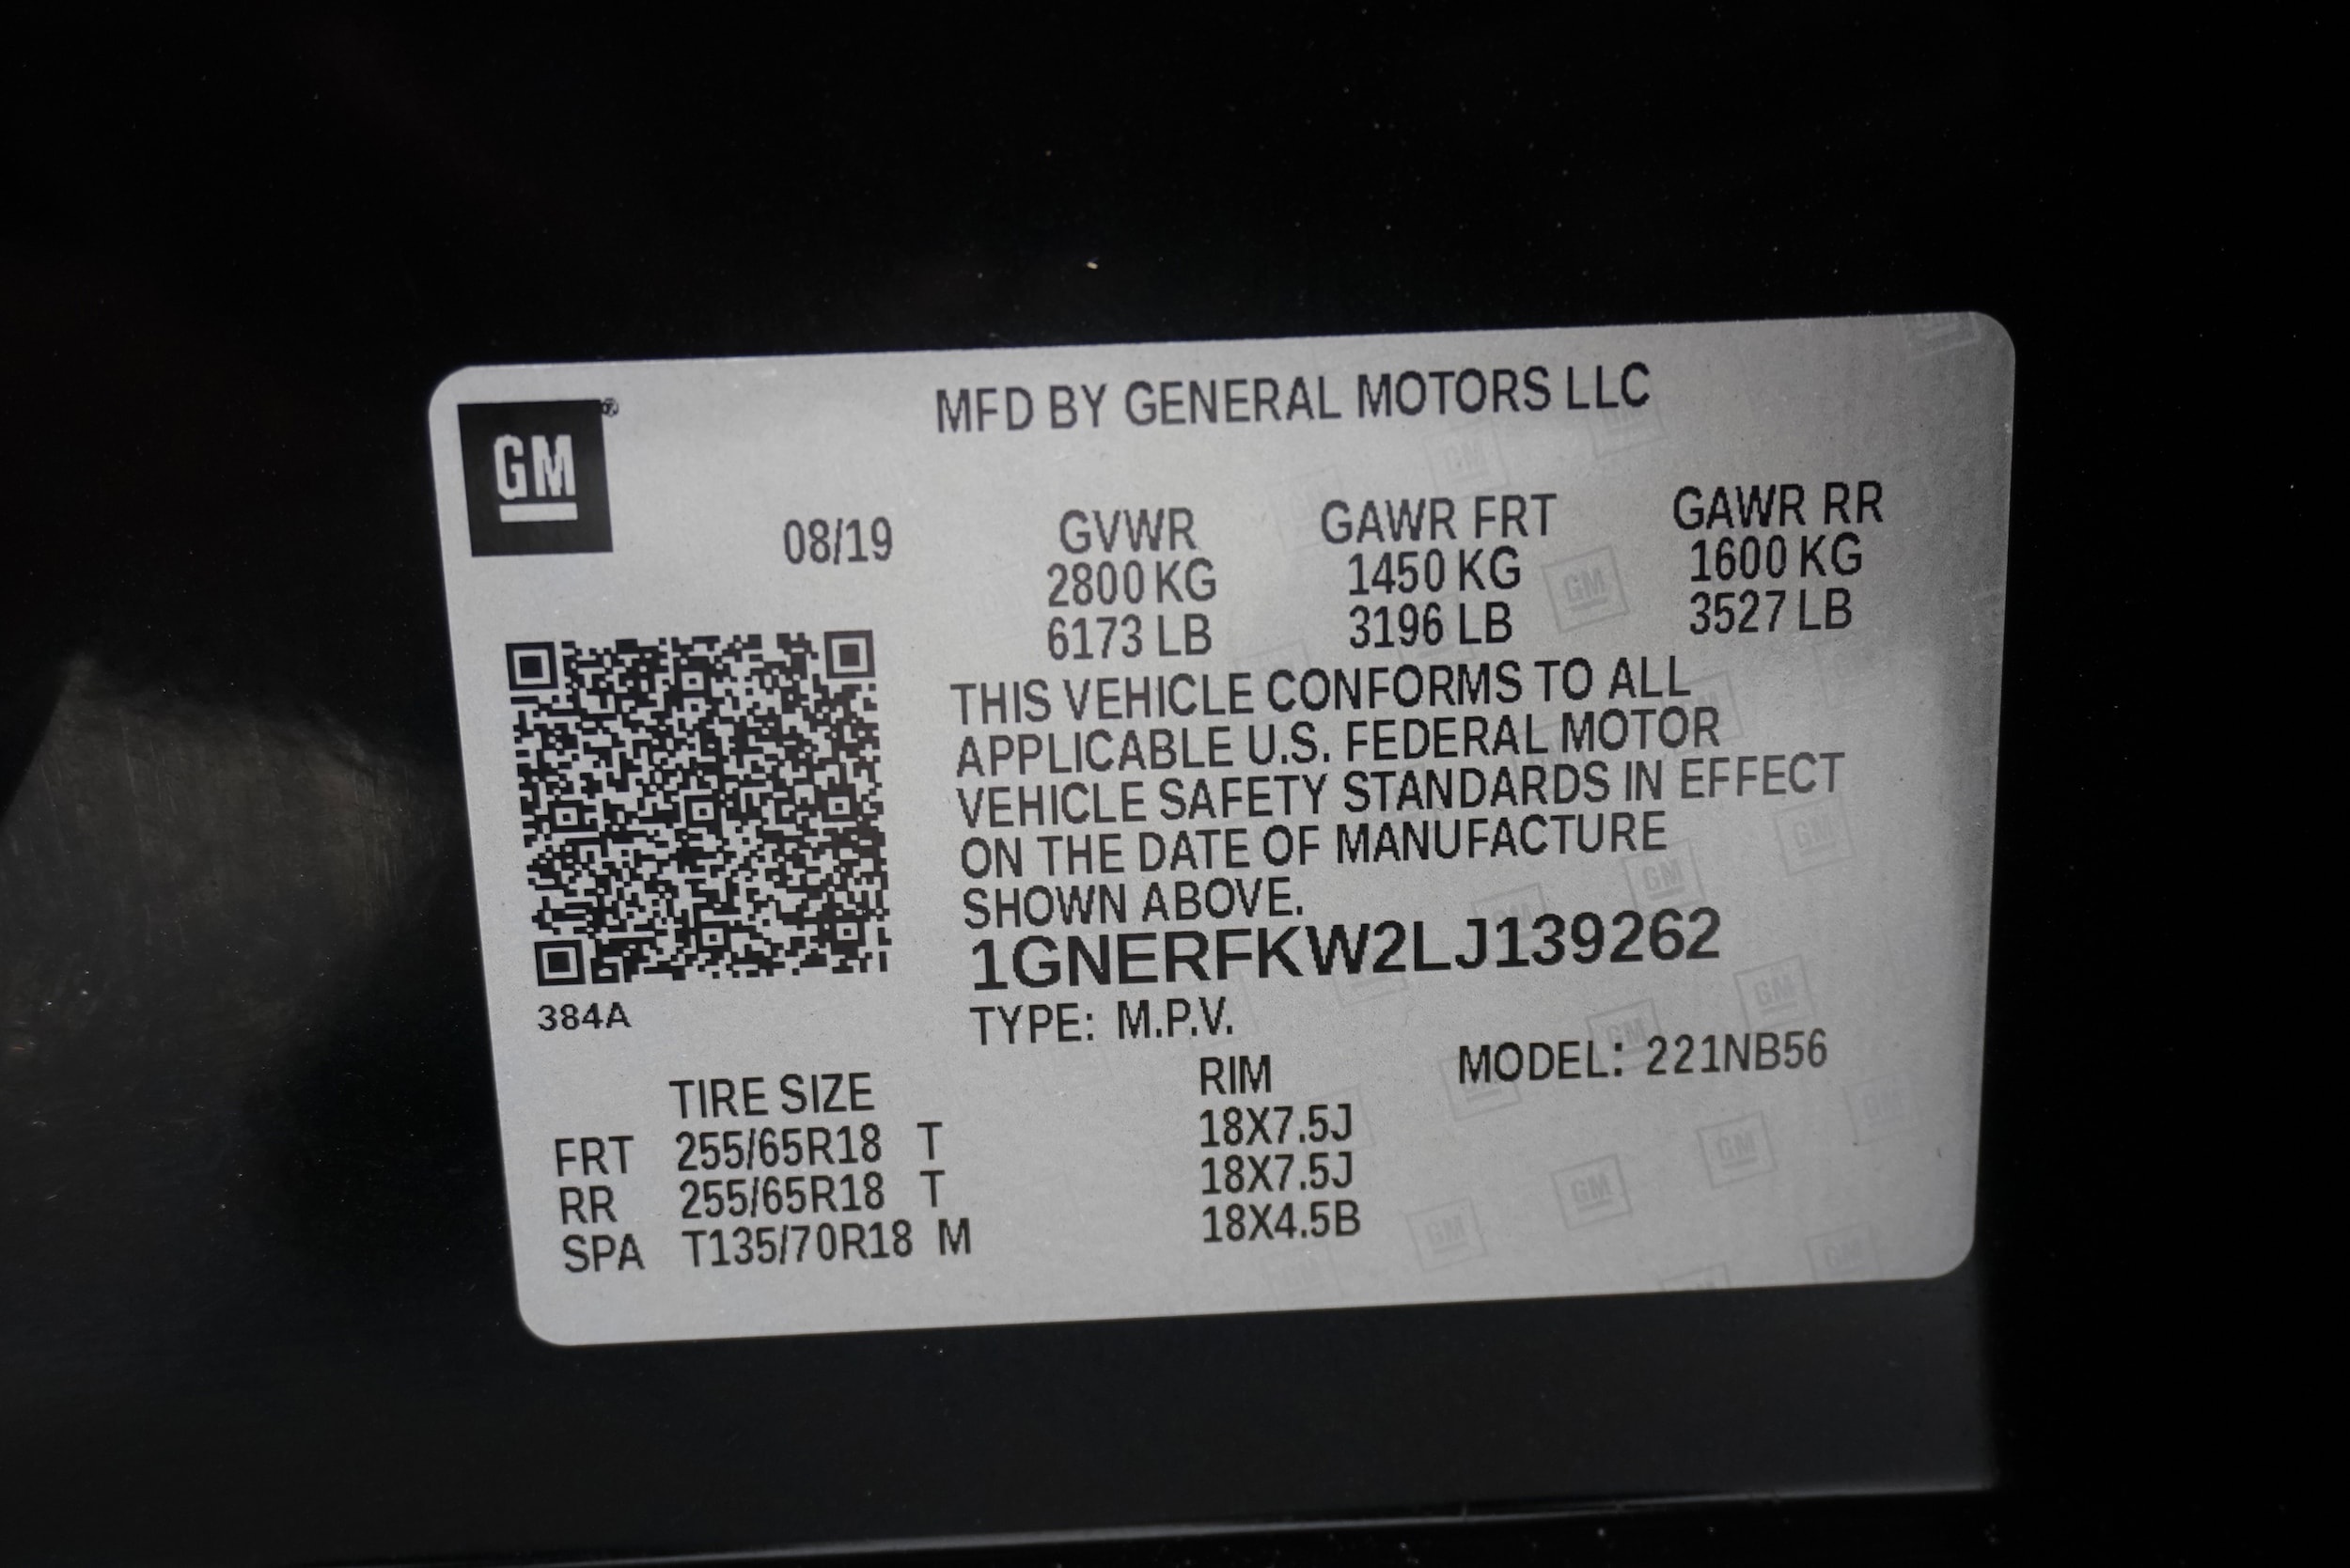 GM
MFD BY GENERAL MOTORS LLC
08/19 GVWR GAWR FRT GAWR RR
2800 KG 1450 KG 1600 KG
6173 LB 3196 LB 3527 LB
THIS VEHICLE CONFORMS TO ALL
APPLICABLE U.S. FEDERAL MOTOR
VEHICLE SAFETY STANDARDS IN EFFECT
ON THE DATE OF MANUFACTURE
SHOWN ABOVE.
1GNERFKW2LJ139262
384A
TYPE: M.P.V.
TIRE SIZE RIM MODEL: 221NB56
FRT 255/65R18 T 18X7.5J
RR 255/65R18 T 18X7.5J
SPA T135/70R18 M 18X4.5B